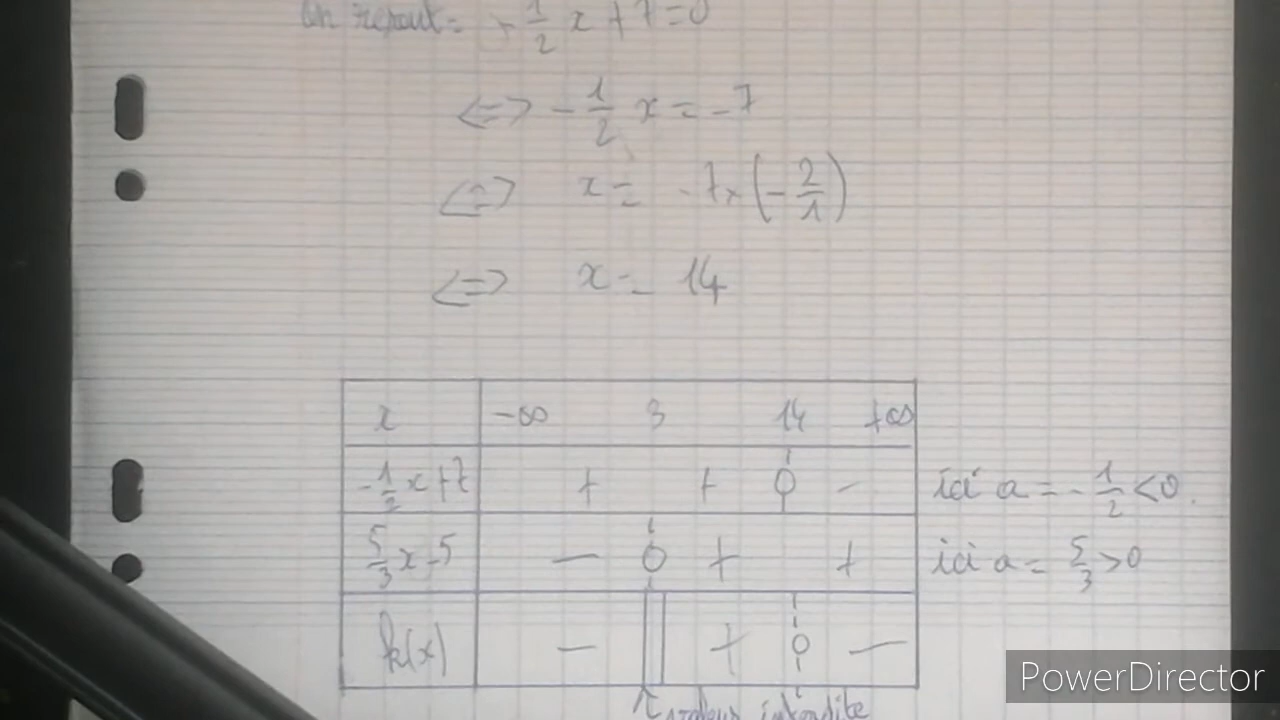 On résout = -1/2 x + 7 = 0
<=> -1/2 x = -7
<=> x = -7 × (-2/1)
<=> x = 14
x -∞ 3 14 +∞
-1/2 x + 7 + + 0 - ici a = -1/2 < 0.
5/3 x - 5 - 0 + + ici a = 5/3 > 0
k(x) - || + 0 -
valeur interdite
PowerDirector